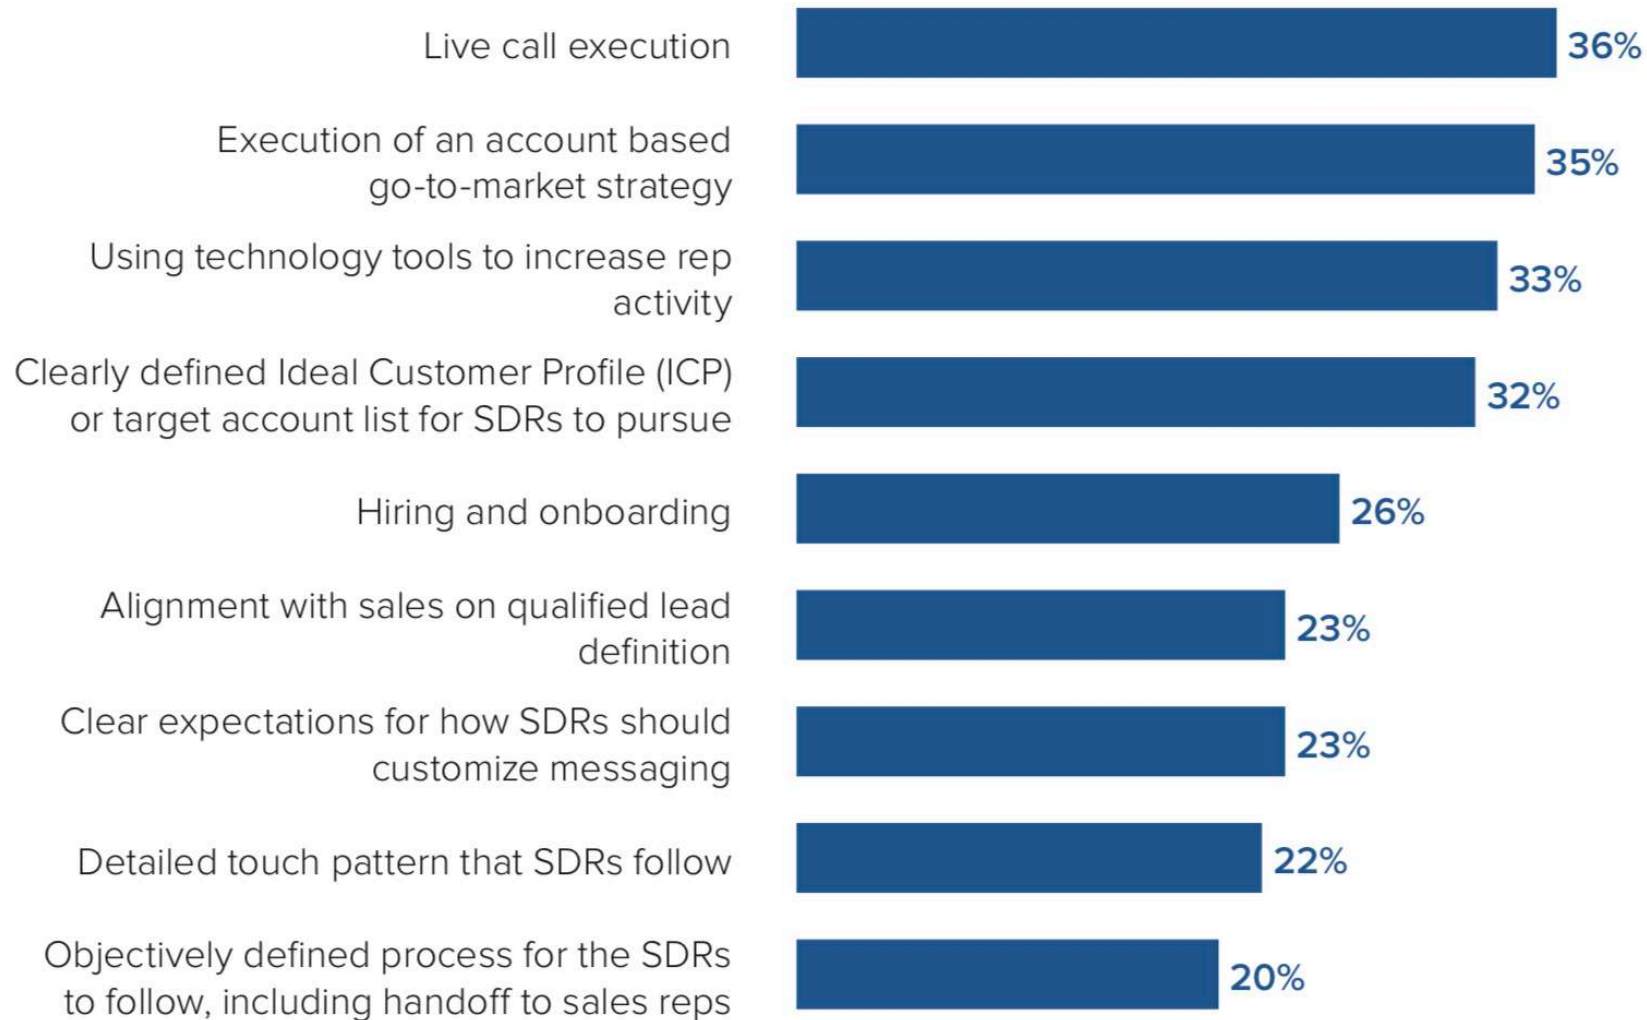 Live call execution
36%
Execution of an account based
go-to-market strategy
35%
Using technology tools to increase rep
activity
33%
Clearly defined Ideal Customer Profile (ICP)
or target account list for SDRs to pursue
32%
Hiring and onboarding
26%
Alignment with sales on qualified lead
definition
23%
Clear expectations for how SDRs should
customize messaging
23%
Detailed touch pattern that SDRs follow
22%
Objectively defined process for the SDRs
to follow, including handoff to sales reps
20%